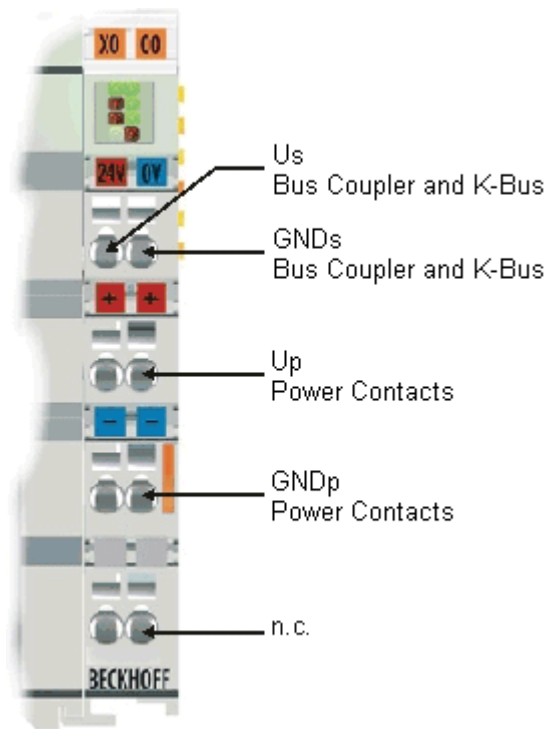 X0 C0
24V 0V
Us
Bus Coupler and K-Bus
GNDs
Bus Coupler and K-Bus
+ +
Up
Power Contacts
- -
GNDp
Power Contacts
n.c.
BECKHOFF